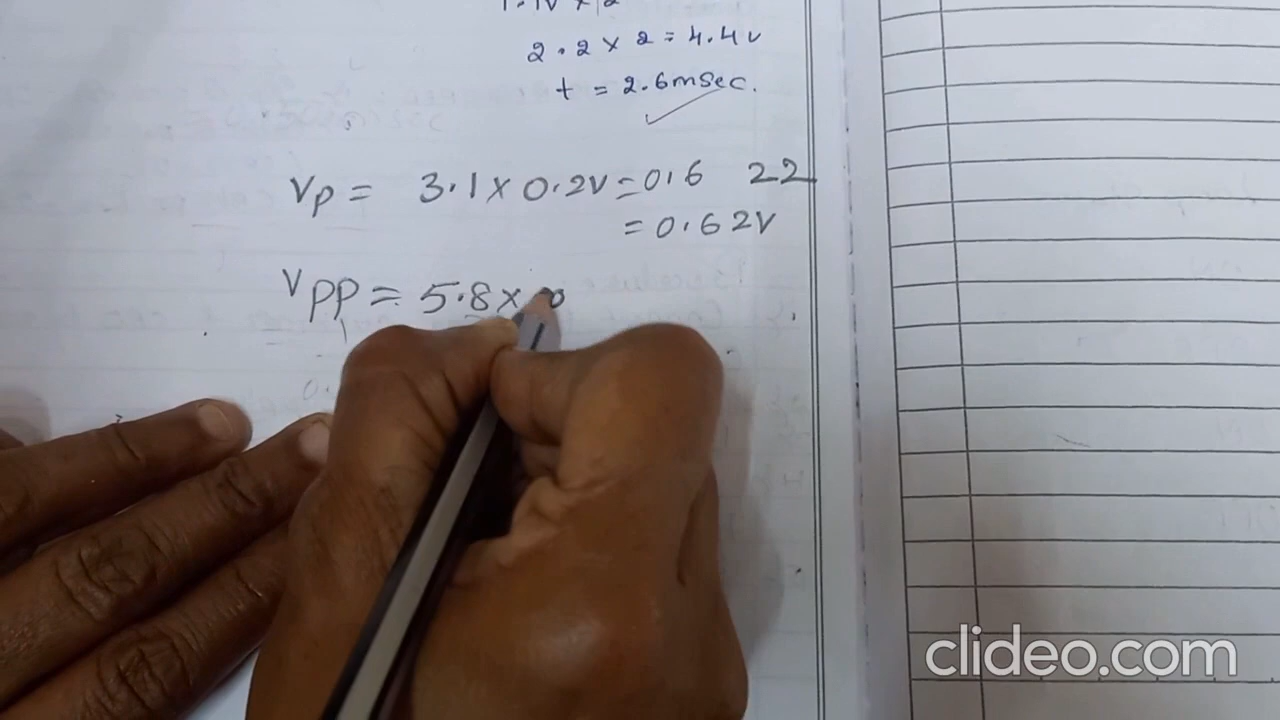 2.2 x 2 = 4.4v
t = 2.6msec.
Vp = 3.1 x 0.2v = 0.6 22
= 0.62V
VPP = 5.8 x 0
clideo.com